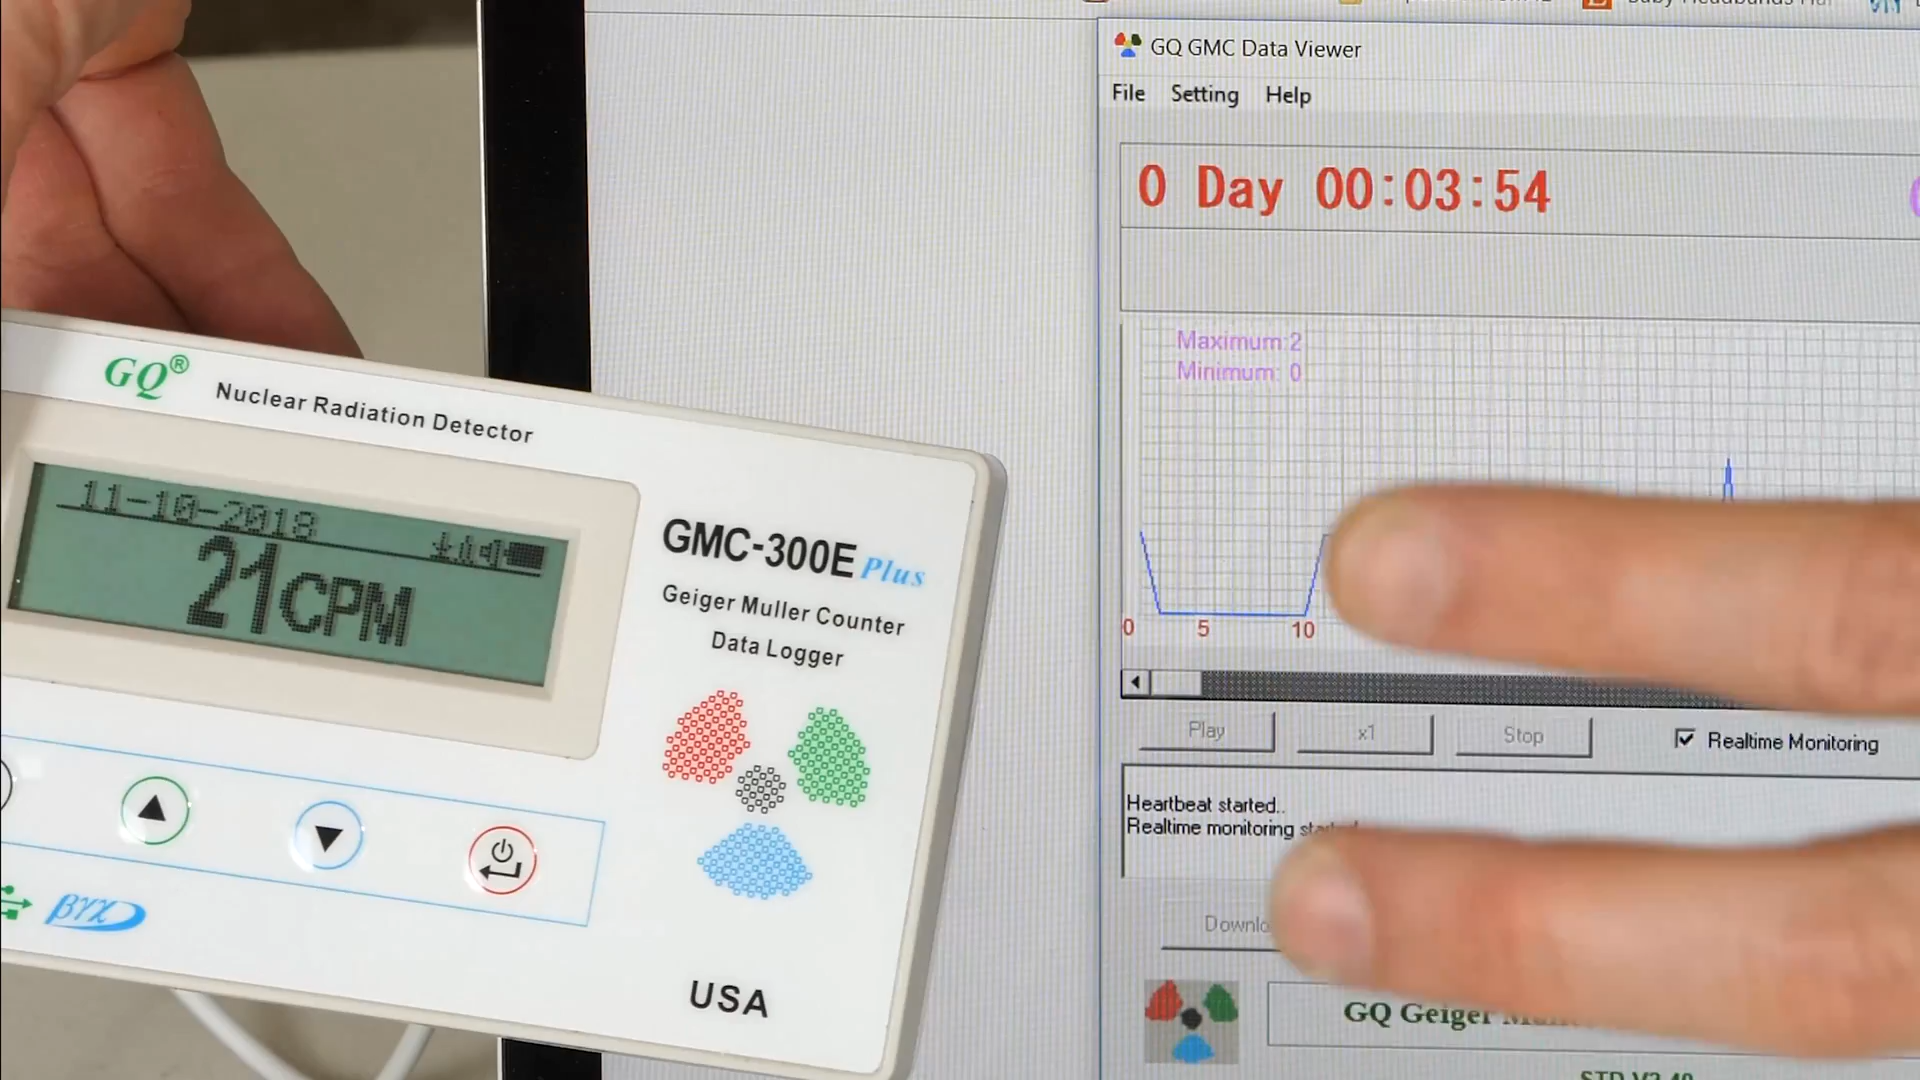 GQ®
Nuclear Radiation Detector
11-10-2018
21CPM
GMC-300E Plus
Geiger Muller Counter
Data Logger
βγχ
USA
GQ GMC Data Viewer
File Setting Help
0 Day 00:03:54
Maximum:2
Minimum: 0
0 5 10
Play x1 Stop Realtime Monitoring
Heartbeat started..
Realtime monitoring
GQ Geiger